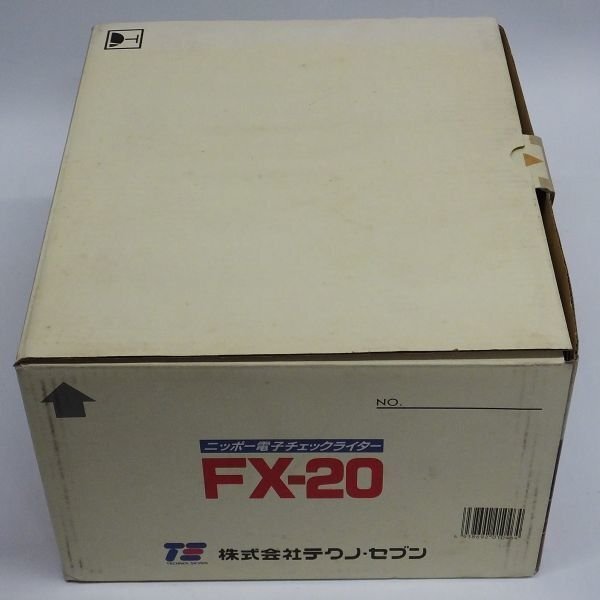 NO.
ニッポー電子チェックライター
FX-20
TECHNOL SEVEN
株式会社テクノ・セブン